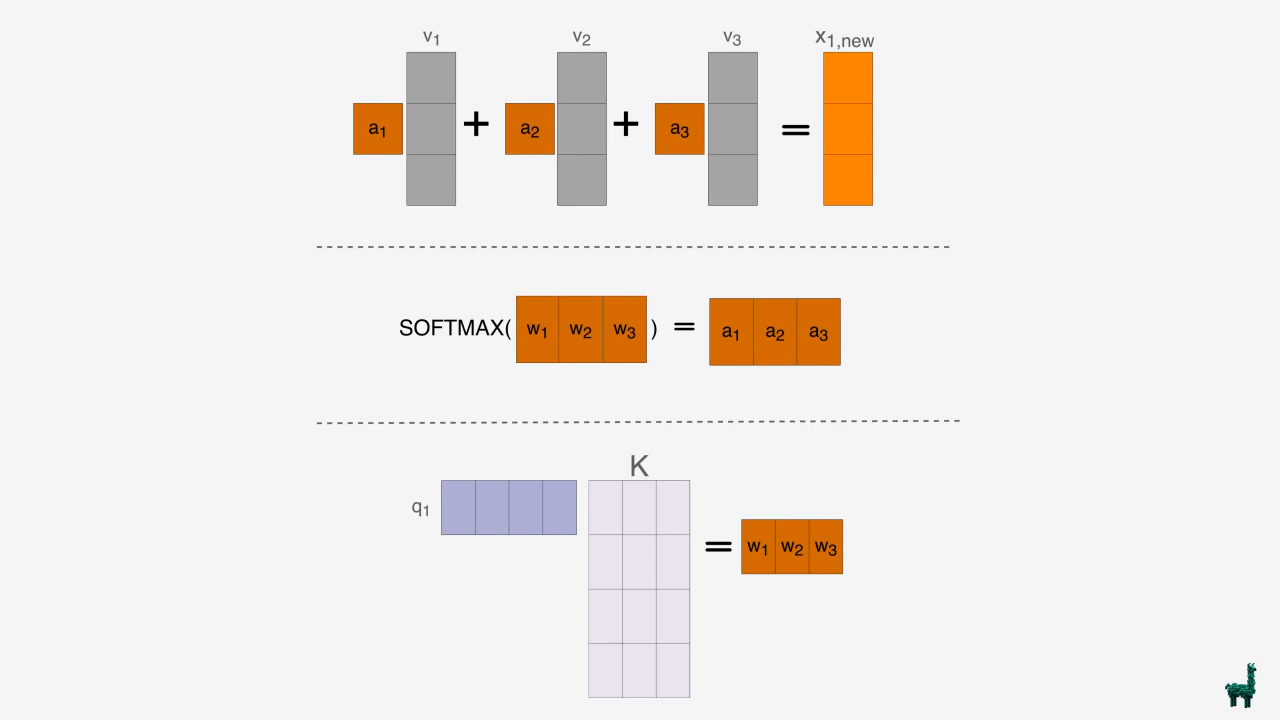 v1 v2 v3 x1,new
a1 + a2 + a3 =
SOFTMAX( w1 w2 w3 ) = a1 a2 a3
K
q1 = w1 w2 w3